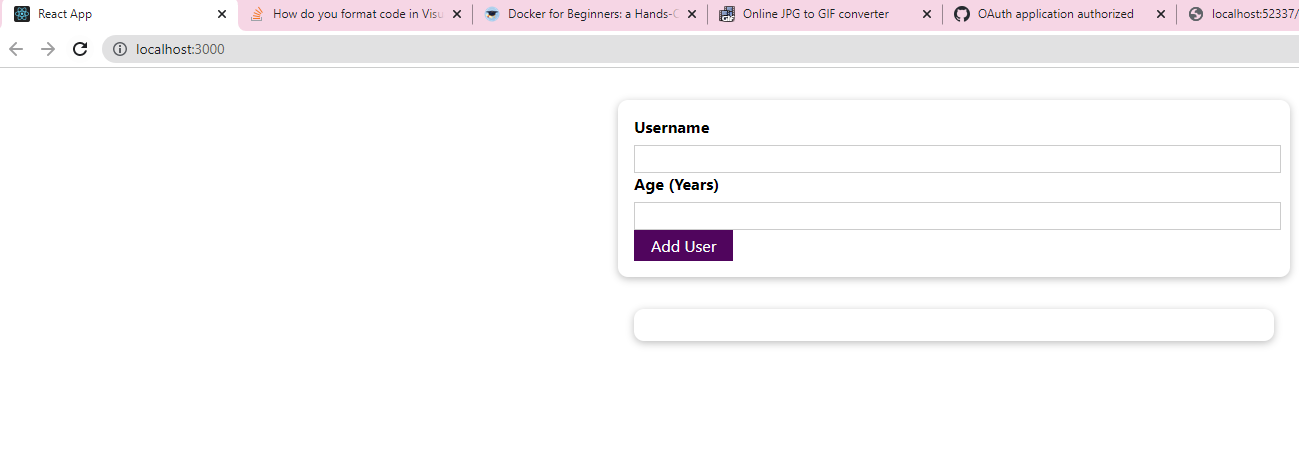 React App
How do you format code in Visu
Docker for Beginners: a Hands-O
Online JPG to GIF converter
OAuth application authorized
localhost:52337/
localhost:3000
Username
Age (Years)
Add User